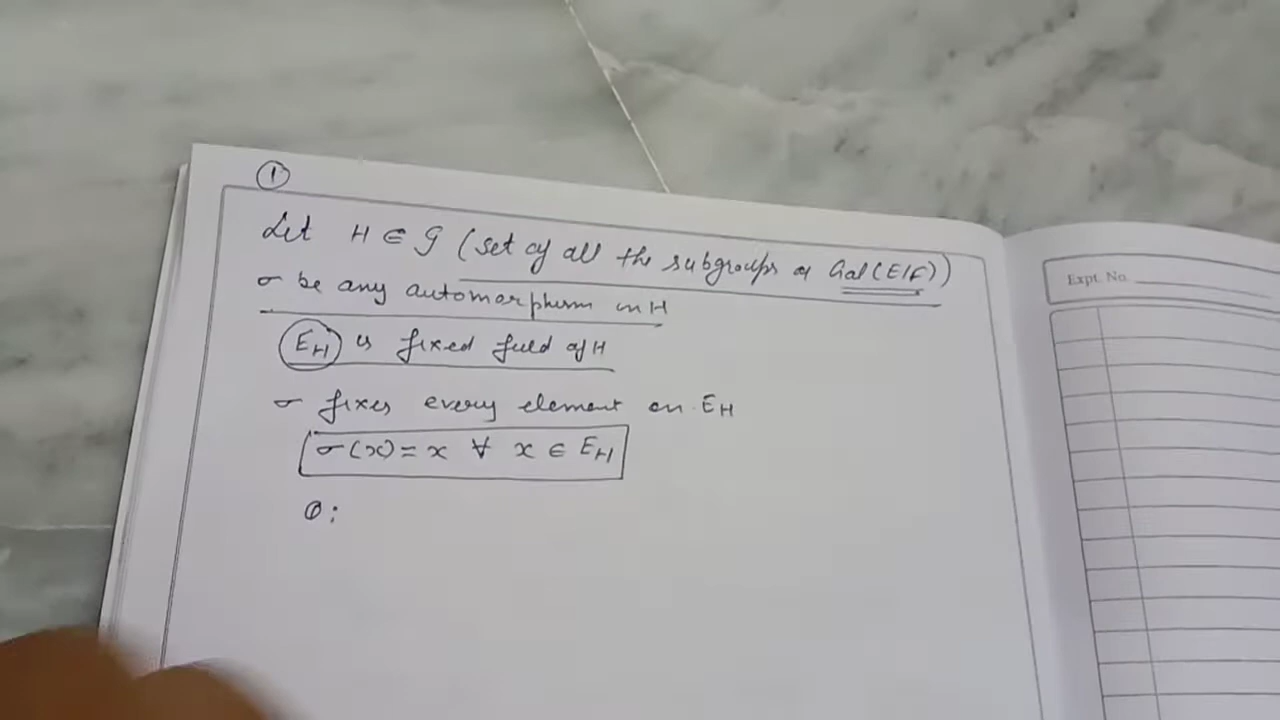 ①
Let H ∈ G (set of all the subgroups of Gal(E/F))
σ be any automorphism in H
E_H is fixed field of H
σ fixes every element on E_H
σ(x) = x ∀ x ∈ E_H
Φ:
Expt. No.